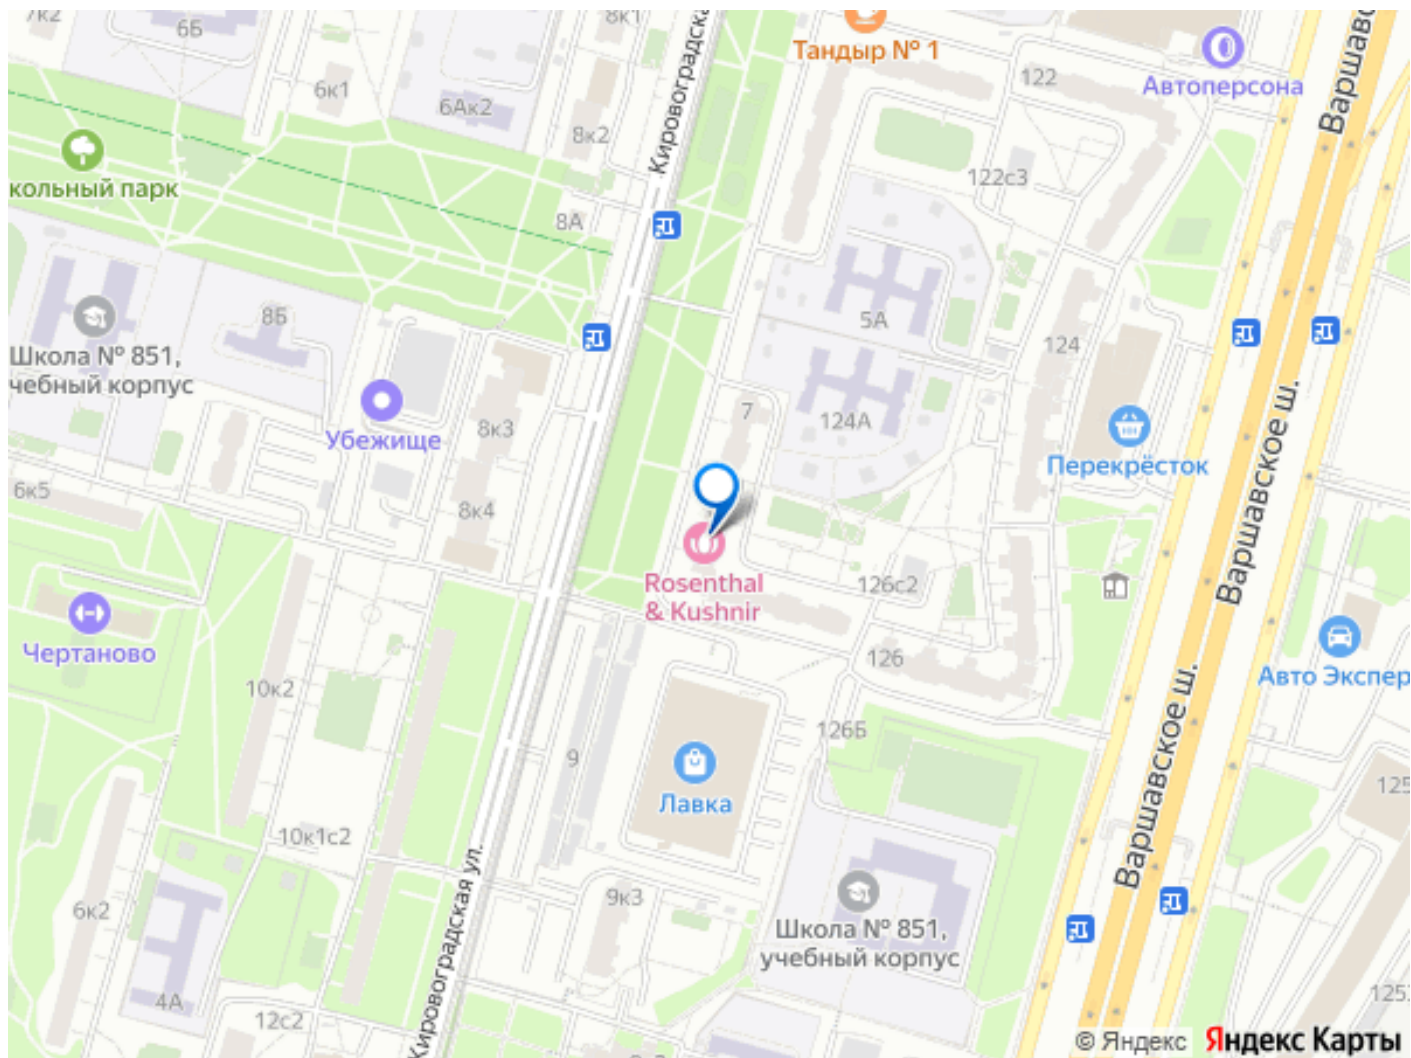 7к2
6Б
8к1
Тандыр № 1
122
Автоперсона
Варшавс
6к1
6Ак2
8к2
Кировоградска
кольный парк
122с3
8А
8Б
5А
124
Школа № 851,
чебный корпус
Убежище
8к3
7
124А
Перекрёсток
Варшавское ш.
6к5
8к4
Rosenthal
& Kushnir
126с2
Чертаново
126
Авто Экспер
10к2
Варшавское ш.
126Б
9
Лавка
125
10к1с2
Кировоградская ул.
6к2
9к3
Школа № 851,
учебный корпус
4А
12с2
125
© Яндекс
Яндекс Карты